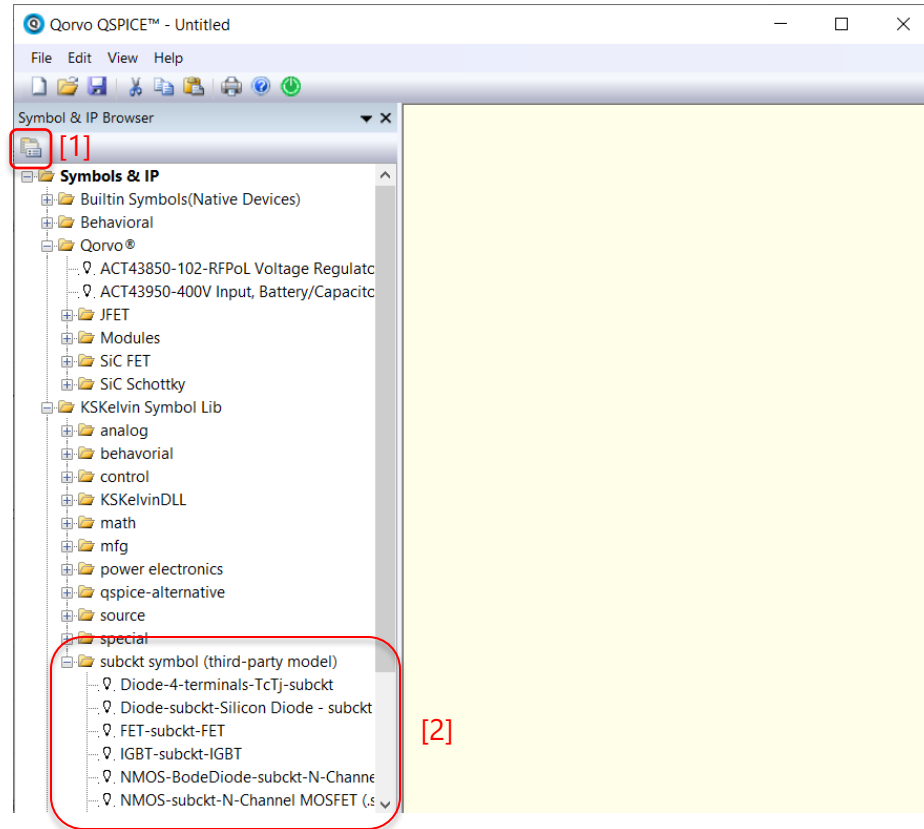 Qorvo QSPICE™ - Untitled
File Edit View Help
Symbol & IP Browser
[1]
Symbols & IP
Builtin Symbols(Native Devices)
Behavioral
Qorvo®
ACT43850-102-RFPoL Voltage Regulatc
ACT43950-400V Input, Battery/Capacitc
JFET
Modules
SiC FET
SiC Schottky
KSKelvin Symbol Lib
analog
behavorial
control
KSKelvinDLL
math
mfg
power electronics
qspice-alternative
source
special
subckt symbol (third-party model)
Diode-4-terminals-TcTj-subckt
Diode-subckt-Silicon Diode - subckt
FET-subckt-FET
[2]
IGBT-subckt-IGBT
NMOS-BodeDiode-subckt-N-Channe
NMOS-subckt-N-Channel MOSFET (.s